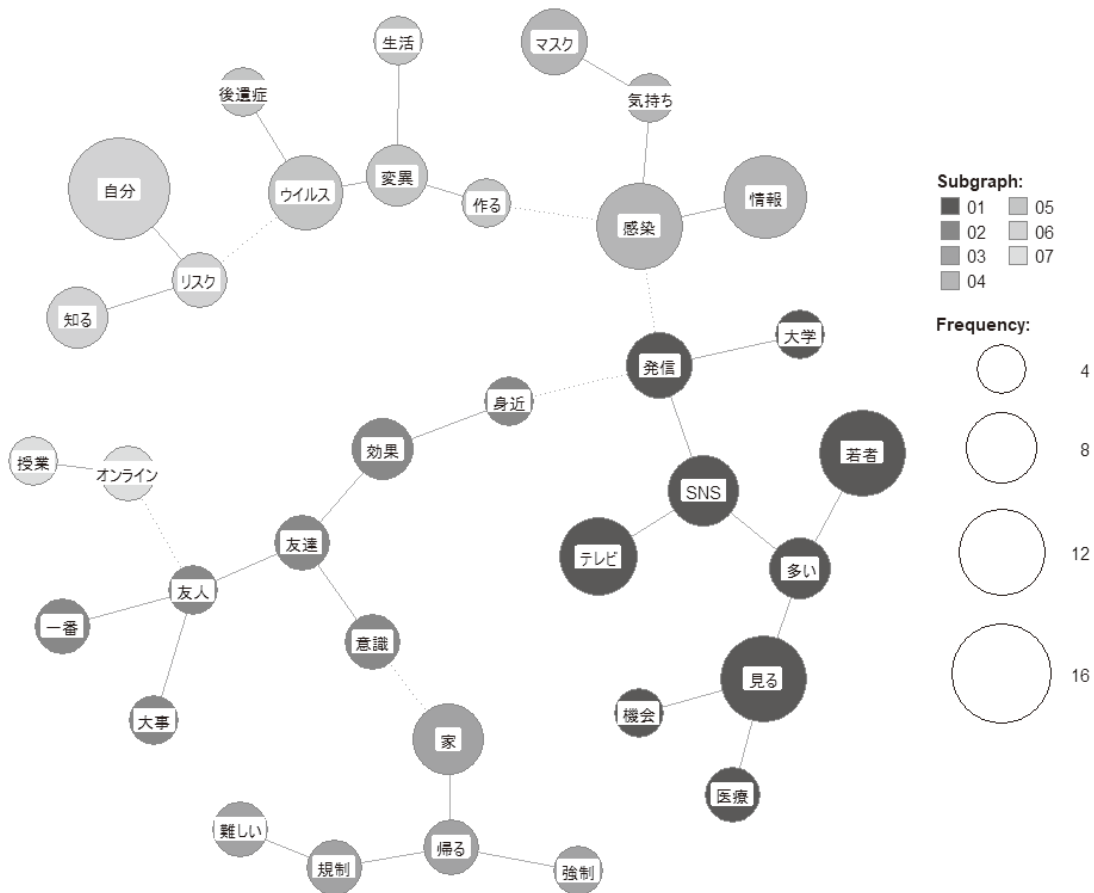 生活
マスク
後遺症
気持ち
自分
ウイルス
変異
作る
感染
情報
リスク
知る
発信
大学
身近
効果
若者
授業
オンライン
SNS
友達
テレビ
多い
友人
一番
意識
大事
見る
機会
家
医療
難しい
規制
帰る
強制
Subgraph:
01
02
03
04
05
06
07
Frequency:
4
8
12
16